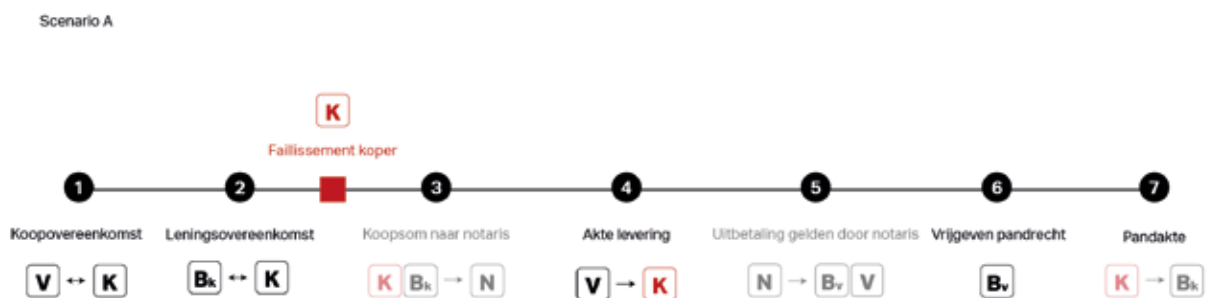 Scenario A
K
Faillissement koper
1 2 3 4 5 6 7
Koopovereenkomst Leningsovereenkomst Koopsom naar notaris Akte levering Uitbetaling gelden door notaris Vrijgeven pandrecht Pandakte
V ↔ K Bk ↔ K K Bk → N V → K N → Bv V Bv K → Bk